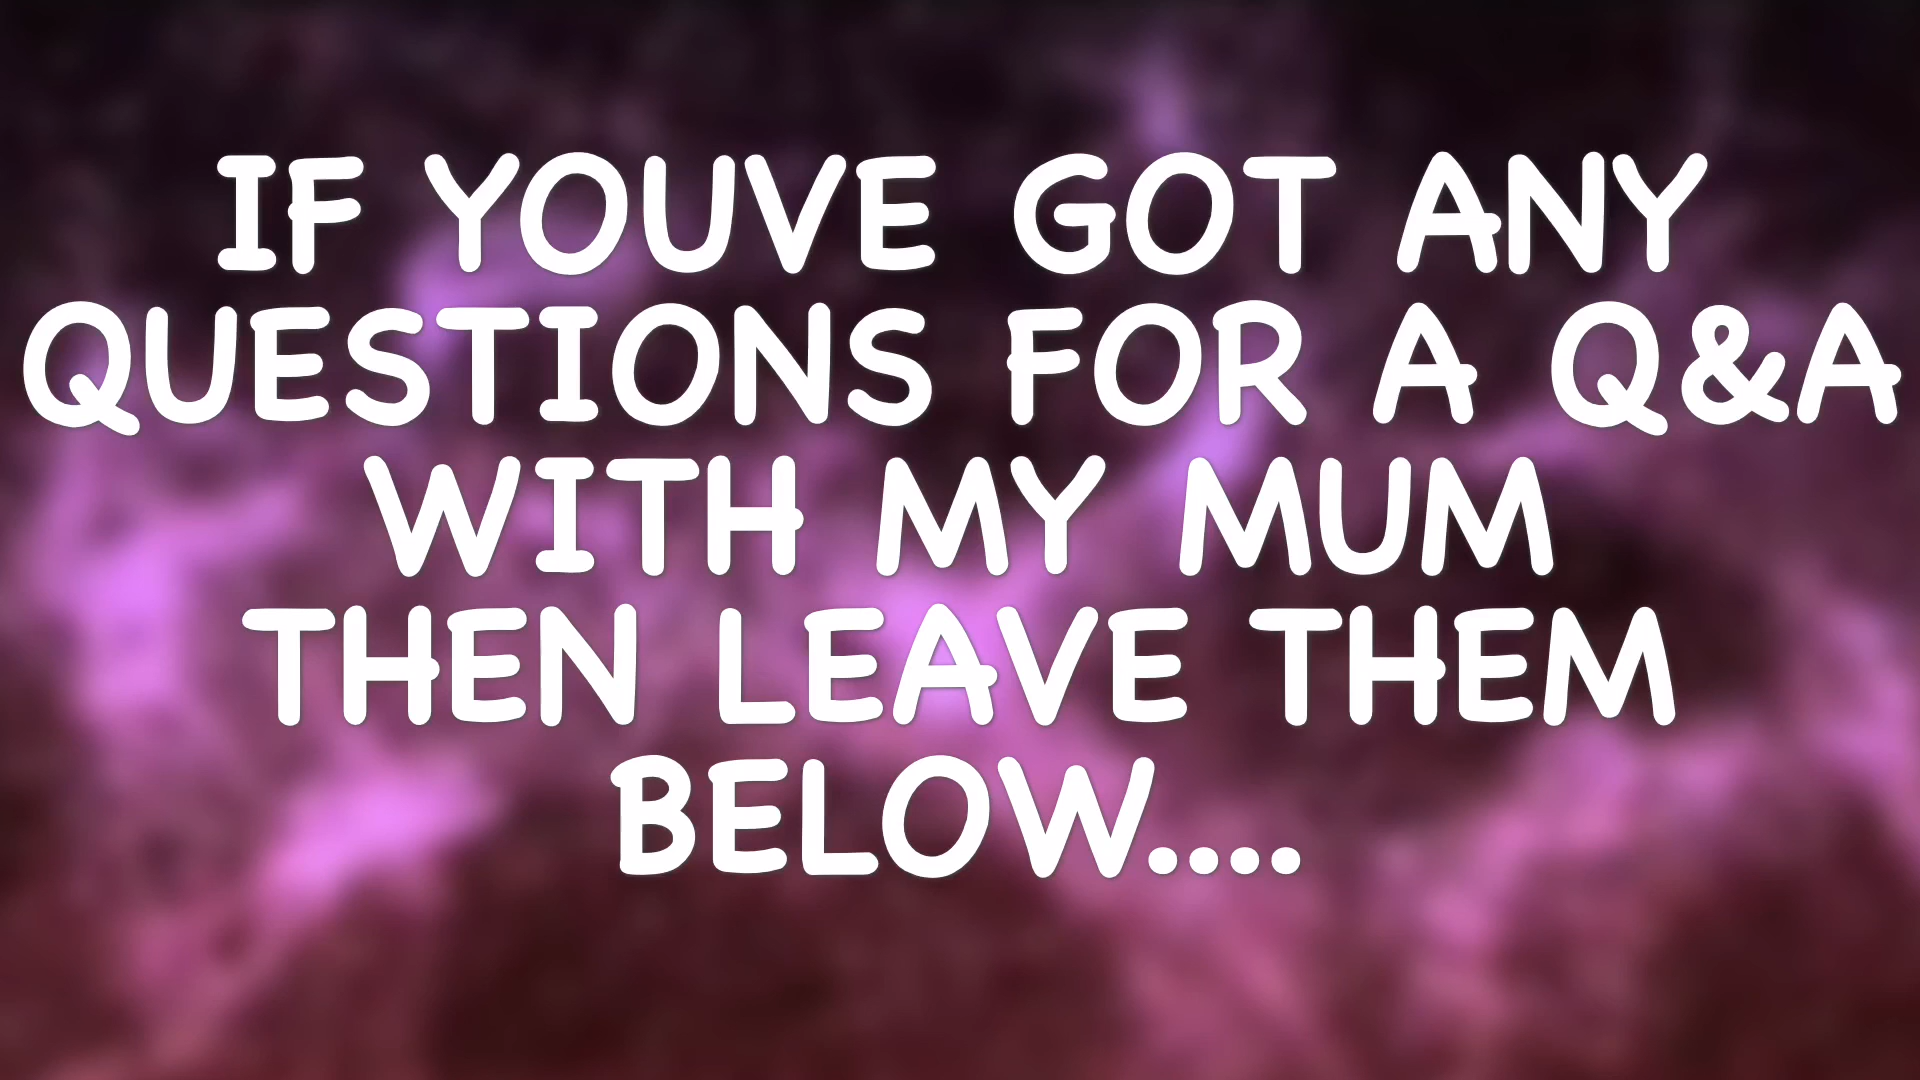 IF YOUVE GOT ANY
QUESTIONS FOR A Q&A
WITH MY MUM
THEN LEAVE THEM
BELOW....